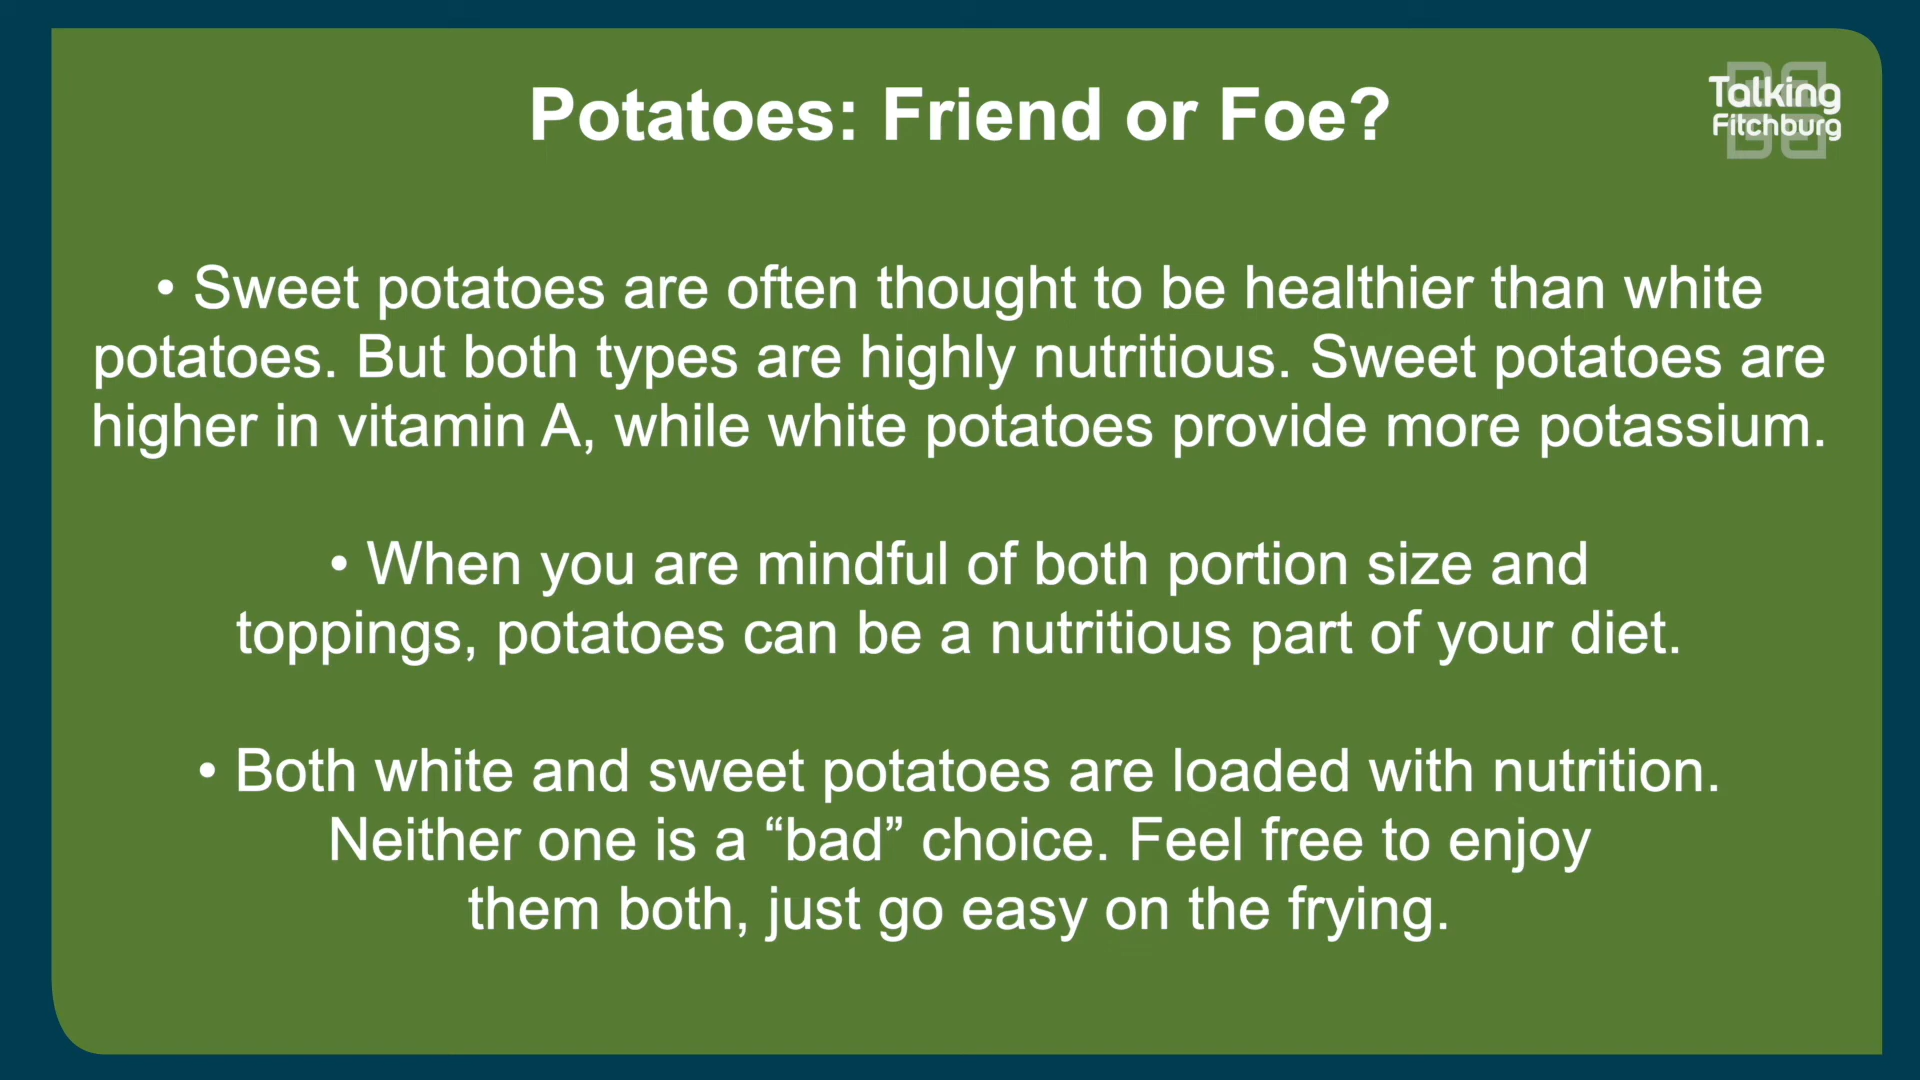 Potatoes: Friend or Foe?
Talking
Fitchburg
• Sweet potatoes are often thought to be healthier than white
potatoes. But both types are highly nutritious. Sweet potatoes are
higher in vitamin A, while white potatoes provide more potassium.
• When you are mindful of both portion size and
toppings, potatoes can be a nutritious part of your diet.
• Both white and sweet potatoes are loaded with nutrition.
Neither one is a “bad” choice. Feel free to enjoy
them both, just go easy on the frying.